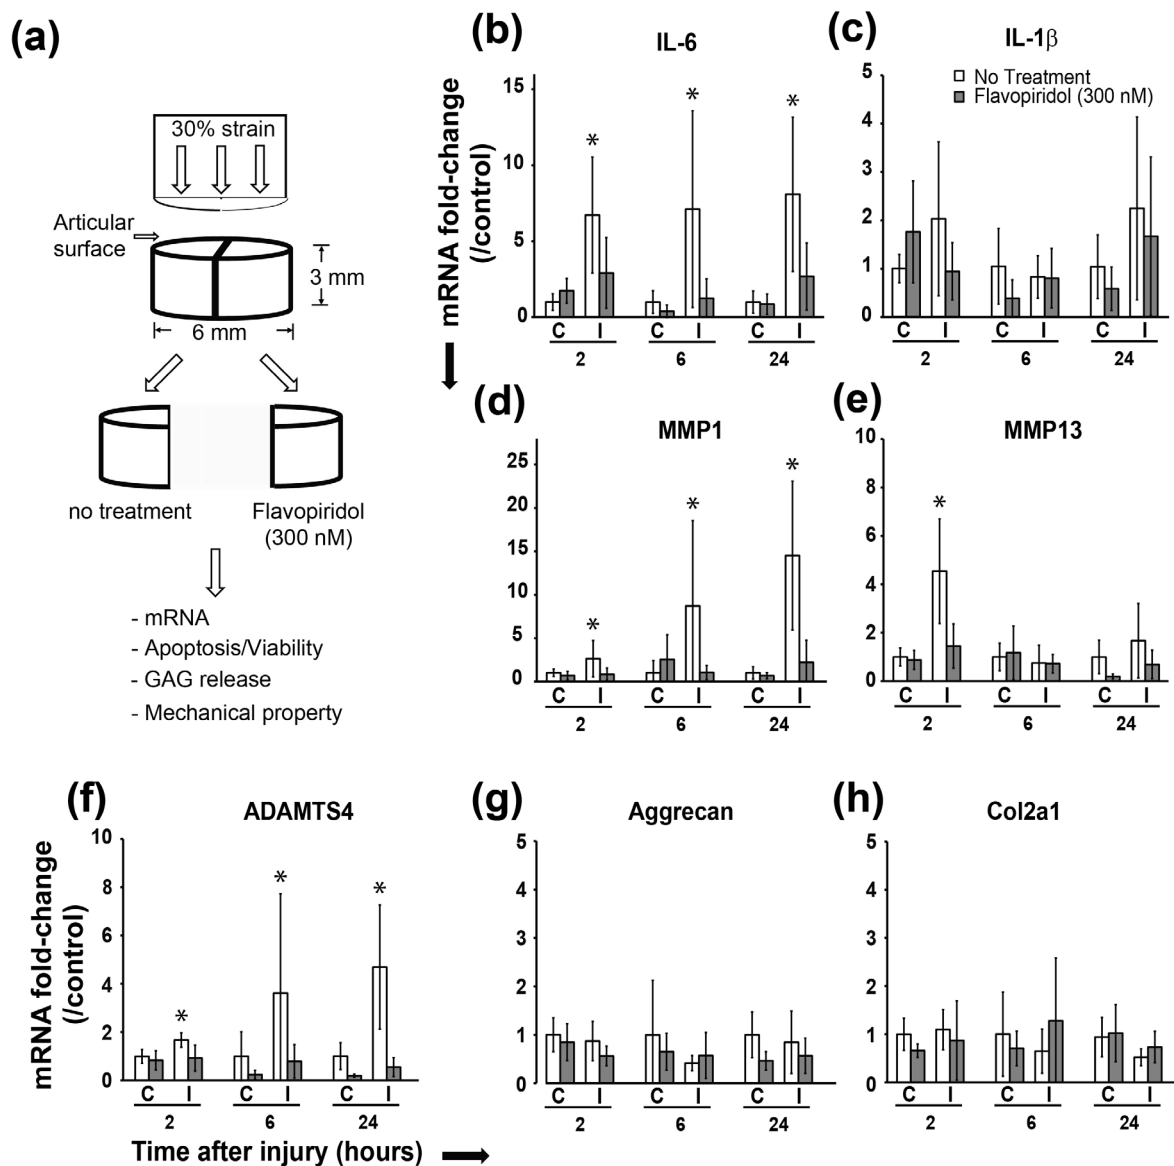 (a)
30% strain
Articular
surface
3 mm
6 mm
no treatment
Flavopiridol
(300 nM)
- mRNA
- Apoptosis/Viability
- GAG release
- Mechanical property
(b)
IL-6
mRNA fold-change
(/control)
15
10
5
0
*
*
*
C
I
C
I
C
I
2
6
24
(c)
IL-1β
No Treatment
Flavopiridol (300 nM)
5
4
3
2
1
0
C
I
C
I
C
I
2
6
24
(d)
MMP1
25
20
15
10
5
0
*
*
*
C
I
C
I
C
I
2
6
24
(e)
MMP13
10
8
6
4
2
0
*
C
I
C
I
C
I
2
6
24
(f)
ADAMTS4
mRNA fold-change
(/control)
10
8
6
4
2
0
*
*
*
C
I
C
I
C
I
2
6
24
Time after injury (hours)
(g)
Aggrecan
5
4
3
2
1
0
C
I
C
I
C
I
2
6
24
(h)
Col2a1
5
4
3
2
1
0
C
I
C
I
C
I
2
6
24